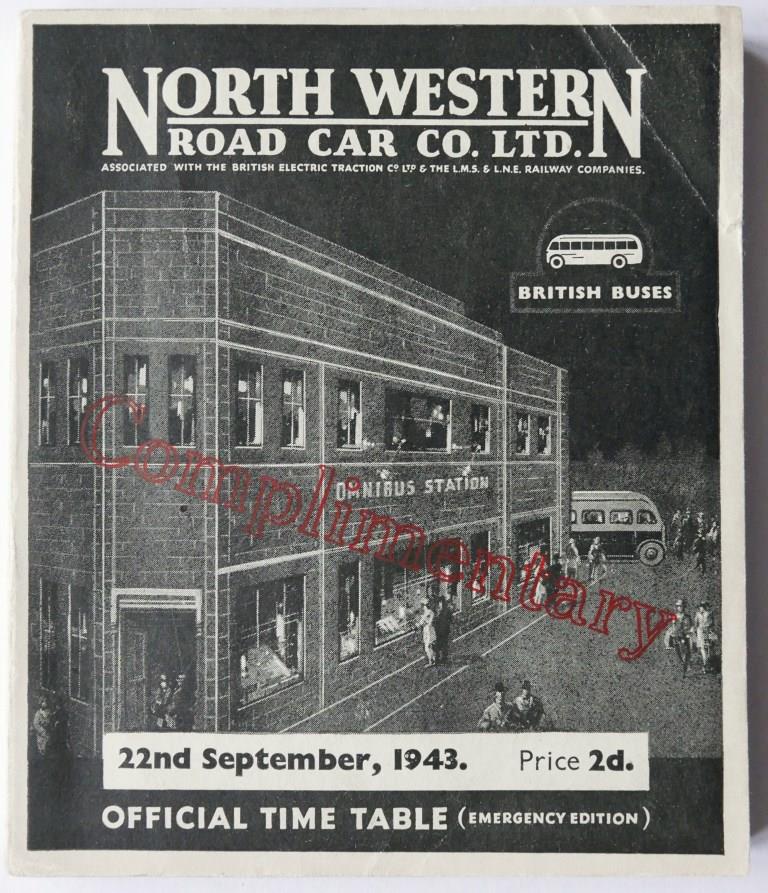 NORTH WESTERN
ROAD CAR CO. LTD.
ASSOCIATED WITH THE BRITISH ELECTRIC TRACTION Co LTD & THE L.M.S. & L.N.E. RAILWAY COMPANIES.
BRITISH BUSES
Complimentary
OMNIBUS STATION
22nd September, 1943. Price 2d.
OFFICIAL TIME TABLE (EMERGENCY EDITION)